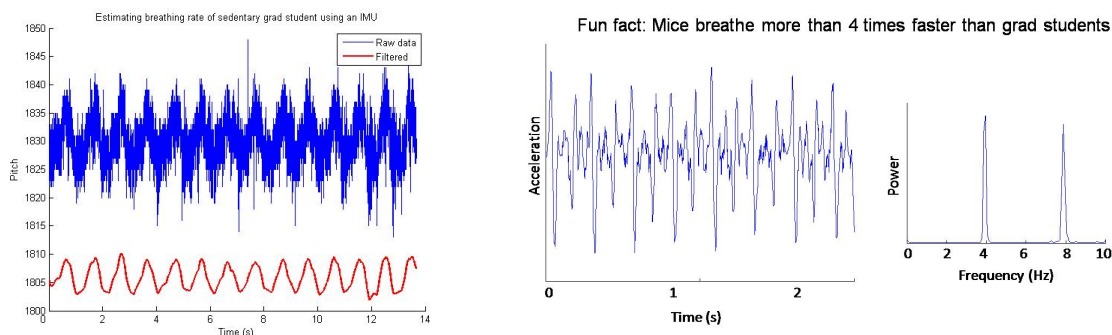 Estimating breathing rate of sedentary grad student using an IMU
1850
1845
1840
1835
1830
1825
1820
1815
1810
1805
1800
Pitch
Raw data
Filtered
0 2 4 6 8 10 12 14
Time (s)
Fun fact: Mice breathe more than 4 times faster than grad students
Acceleration
0 1 2
Time (s)
Power
0 2 4 6 8 10
Frequency (Hz)